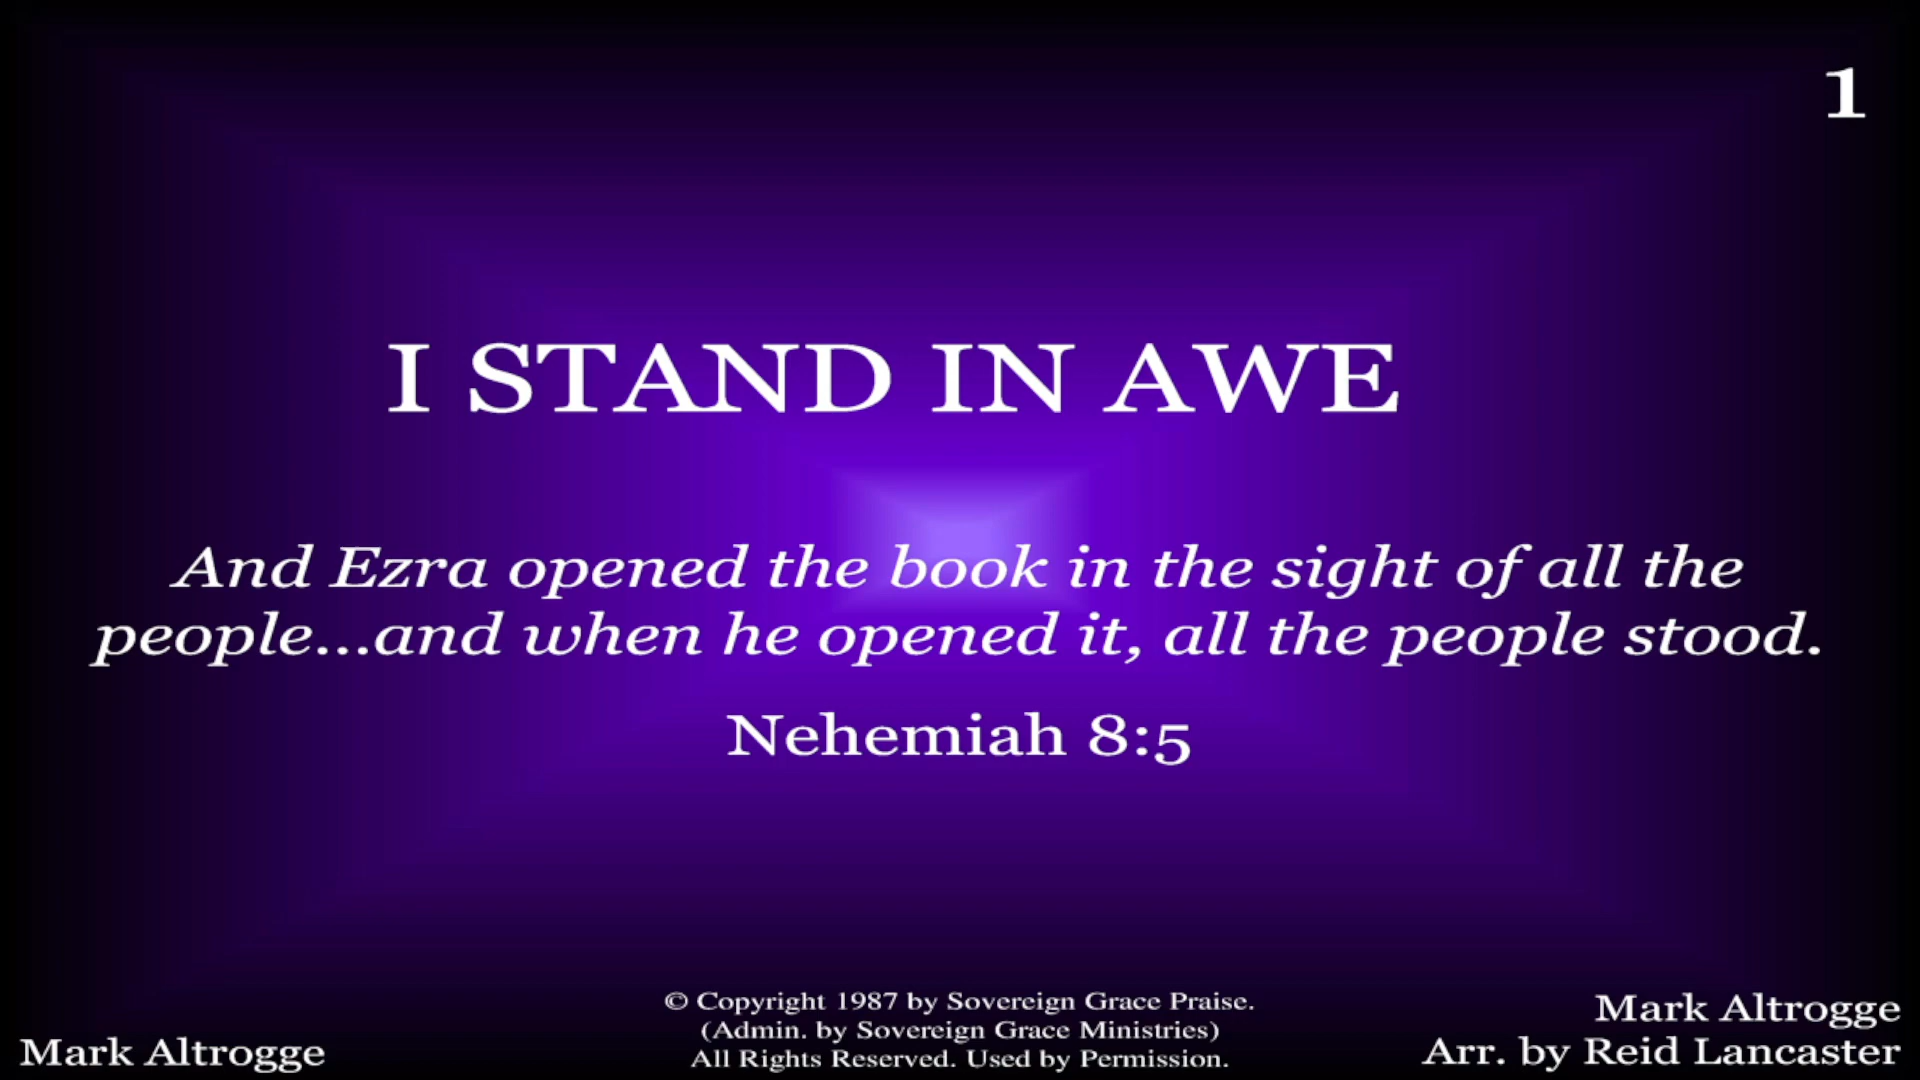 1
I STAND IN AWE
And Ezra opened the book in the sight of all the
people...and when he opened it, all the people stood.
Nehemiah 8:5
Mark Altrogge
© Copyright 1987 by Sovereign Grace Praise.
(Admin. by Sovereign Grace Ministries)
All Rights Reserved. Used by Permission.
Mark Altrogge
Arr. by Reid Lancaster